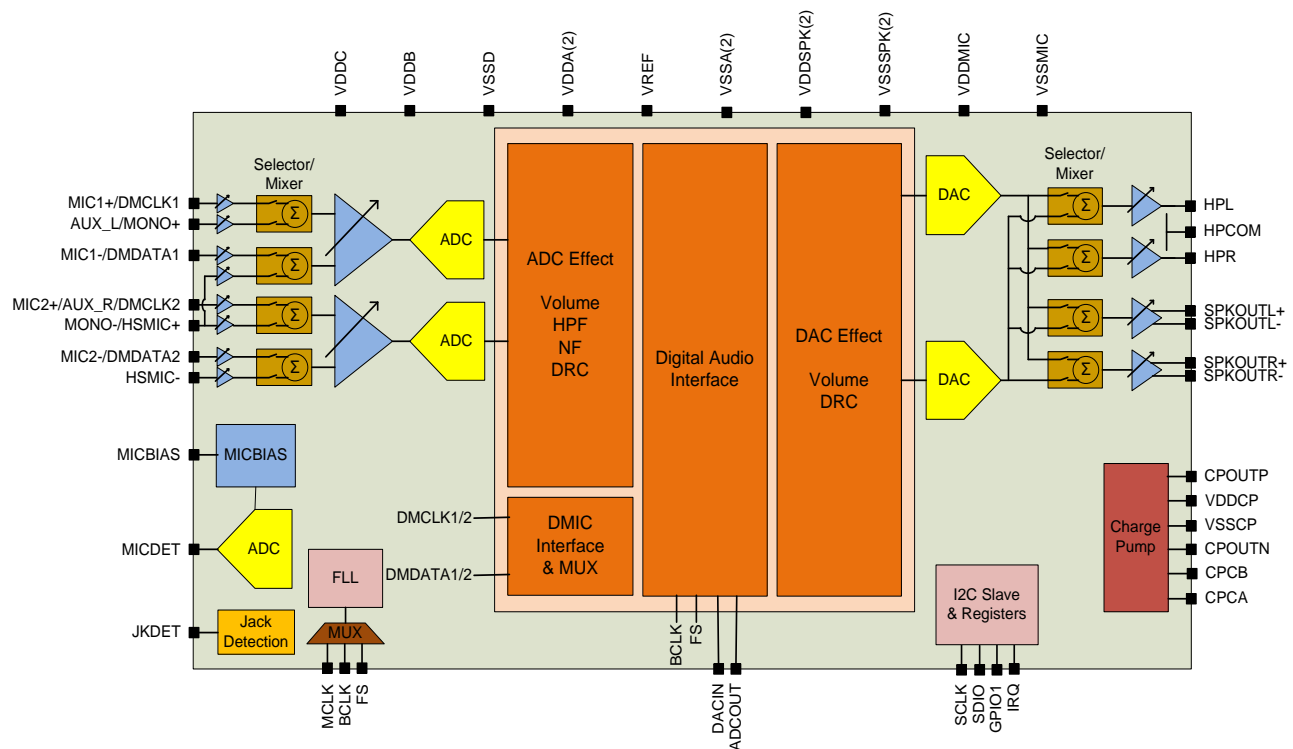 VDDC
VDDB
VSSD
VDDA(2)
VREF
VSSA(2)
VDDSPK(2)
VSSSPK(2)
VDDMIC
VSSMIC
Selector/
Mixer
MIC1+/DMCLK1
AUX_L/MONO+
MIC1-/DMDATA1
MIC2+/AUX_R/DMCLK2
MONO-/HSMIC+
MIC2-/DMDATA2
HSMIC-
Σ
Σ
Σ
Σ
ADC
ADC
ADC Effect
Volume
HPF
NF
DRC
Digital Audio
Interface
DAC Effect
Volume
DRC
DAC
DAC
Selector/
Mixer
Σ
Σ
Σ
Σ
HPL
HPCOM
HPR
SPKOUTL+
SPKOUTL-
SPKOUTR+
SPKOUTR-
MICBIAS
MICBIAS
MICDET
ADC
JKDET
Jack
Detection
FLL
MUX
MCLK
BCLK
FS
DMCLK1/2
DMDATA1/2
DMIC
Interface
& MUX
BCLK
FS
DACIN
ADCOUT
I2C Slave
& Registers
SCLK
SDIO
GPIO1
IRQ
Charge
Pump
CPOUTP
VDDCP
VSSCP
CPOUTN
CPCB
CPCA